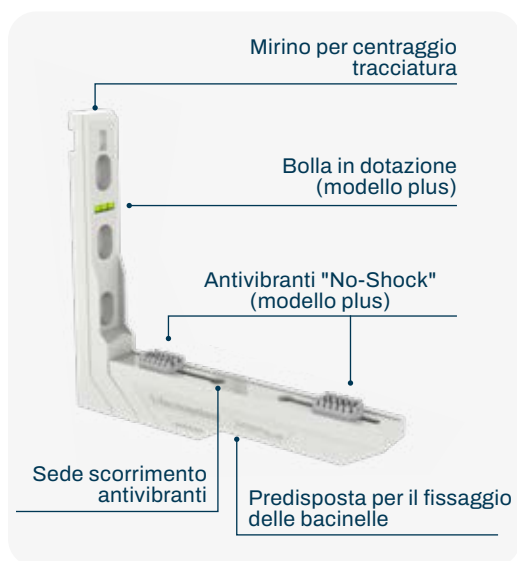 Mirino per centraggio
tracciatura
Bolla in dotazione
(modello plus)
Antivibranti "No-Shock"
(modello plus)
Sede scorrimento
antivibranti
Predisposta per il fissaggio
delle bacinelle